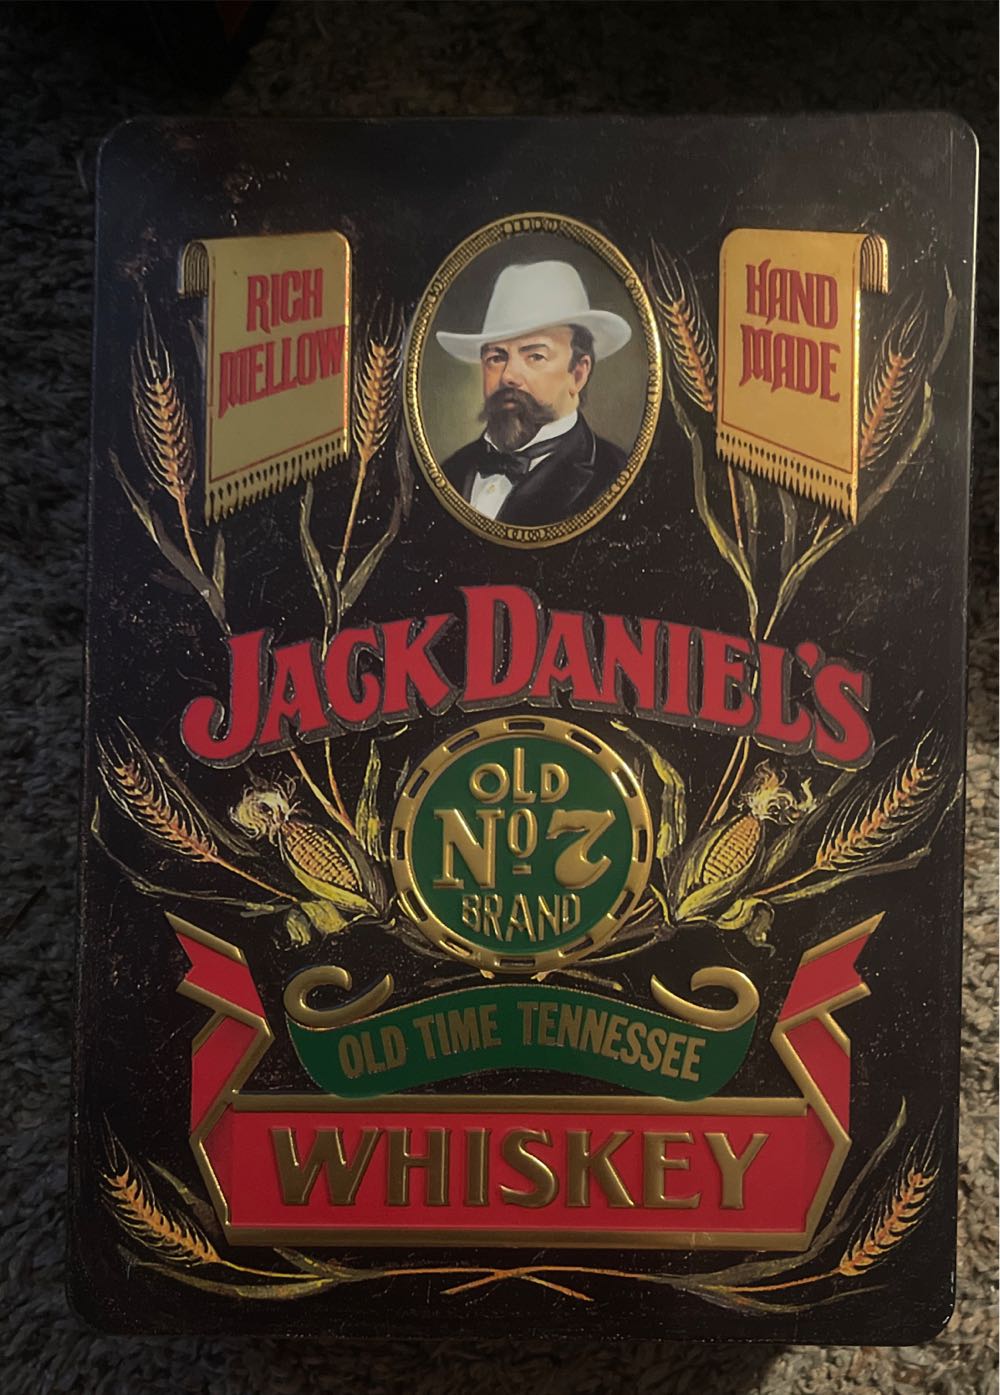 RICH
MELLOW
HAND
MADE
JACK DANIEL'S
OLD
No 7
BRAND
OLD TIME TENNESSEE
WHISKEY